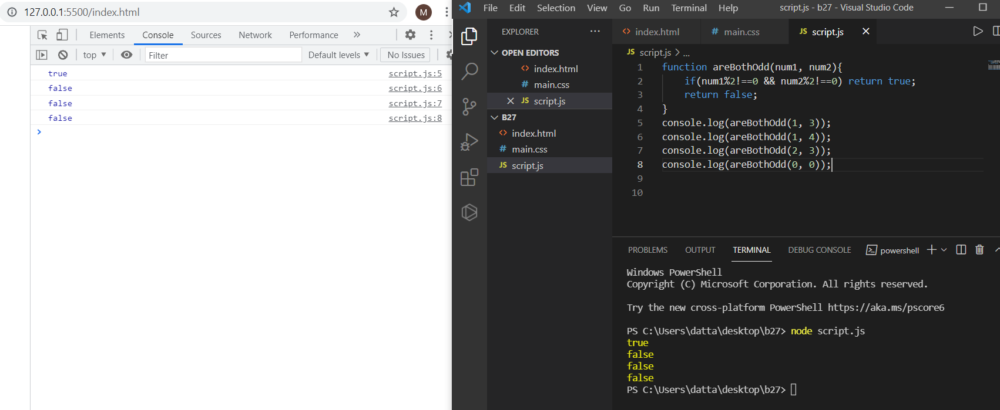 127.0.0.1:5500/index.html
M
Elements Console Sources Network Performance »
top ▼ Filter Default levels ▼ No Issues
true script.js:5
false script.js:6
false script.js:7
false script.js:8
>
File Edit Selection View Go Run Terminal Help script.js - b27 - Visual Studio Code
EXPLORER ...
OPEN EDITORS
<> index.html
# main.css
× JS script.js
B27
<> index.html
# main.css
JS script.js
<> index.html # main.css JS script.js ×
JS script.js > ...
1 function areBothOdd(num1, num2){
2 if(num1%2!==0 && num2%2!==0) return true;
3 return false;
4 }
5 console.log(areBothOdd(1, 3));
6 console.log(areBothOdd(1, 4));
7 console.log(areBothOdd(2, 3));
8 console.log(areBothOdd(0, 0));
9
10
PROBLEMS OUTPUT TERMINAL DEBUG CONSOLE powershell
Windows PowerShell
Copyright (C) Microsoft Corporation. All rights reserved.
Try the new cross-platform PowerShell https://aka.ms/pscore6
PS C:\Users\datta\desktop\b27> node script.js
true
false
false
false
PS C:\Users\datta\desktop\b27>